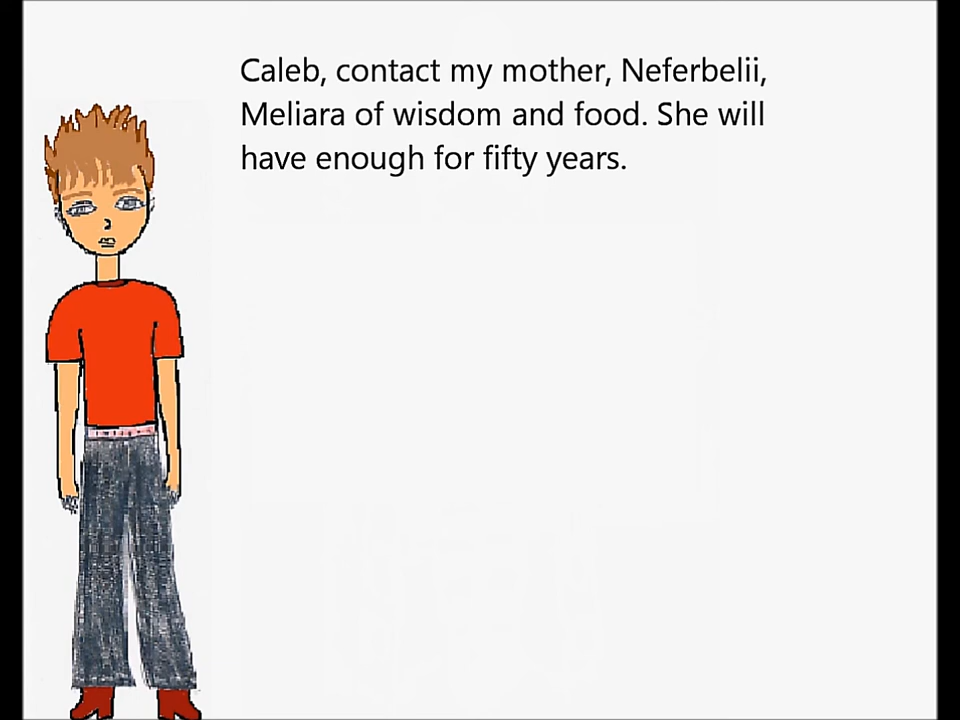 Caleb, contact my mother, Neferbelii,
Meliara of wisdom and food. She will
have enough for fifty years.